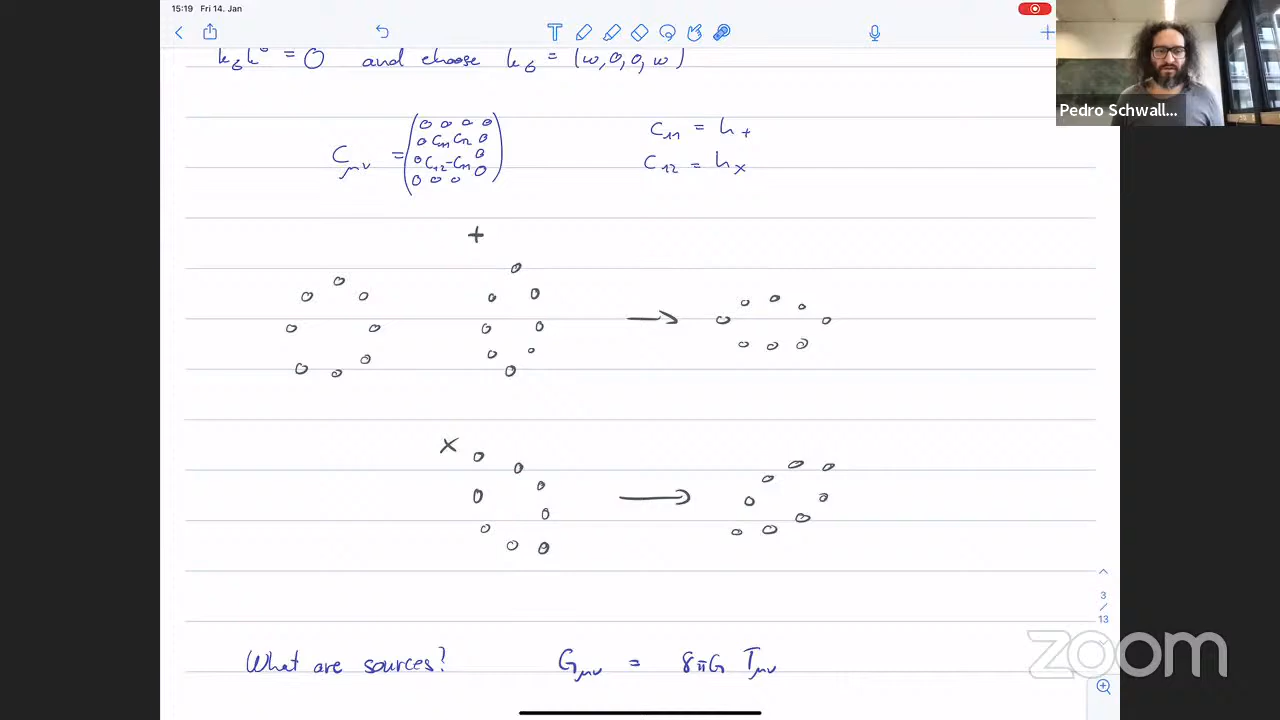 15:19 Fri 14. Jan
k_σ k^σ = 0 and choose k_σ = (ω, 0, 0, ω)
C_μν = ( 0 0 0 0
0 C_11 C_12 0
0 C_12 -C_11 0
0 0 0 0 )
C_11 = h_+
C_12 = h_×
+
×
What are sources? G_μν = 8πG T_μν
Pedro Schwall...
3
/
13
zoom